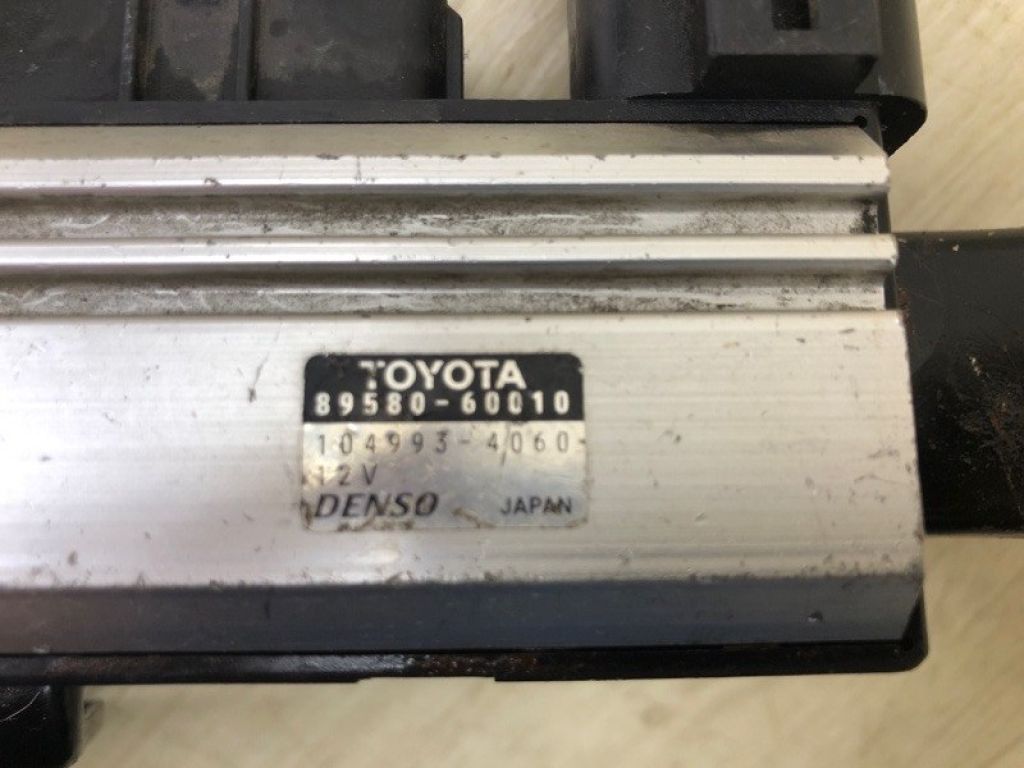 TOYOTA
89580-60010
104993-4060
12V
DENSO JAPAN